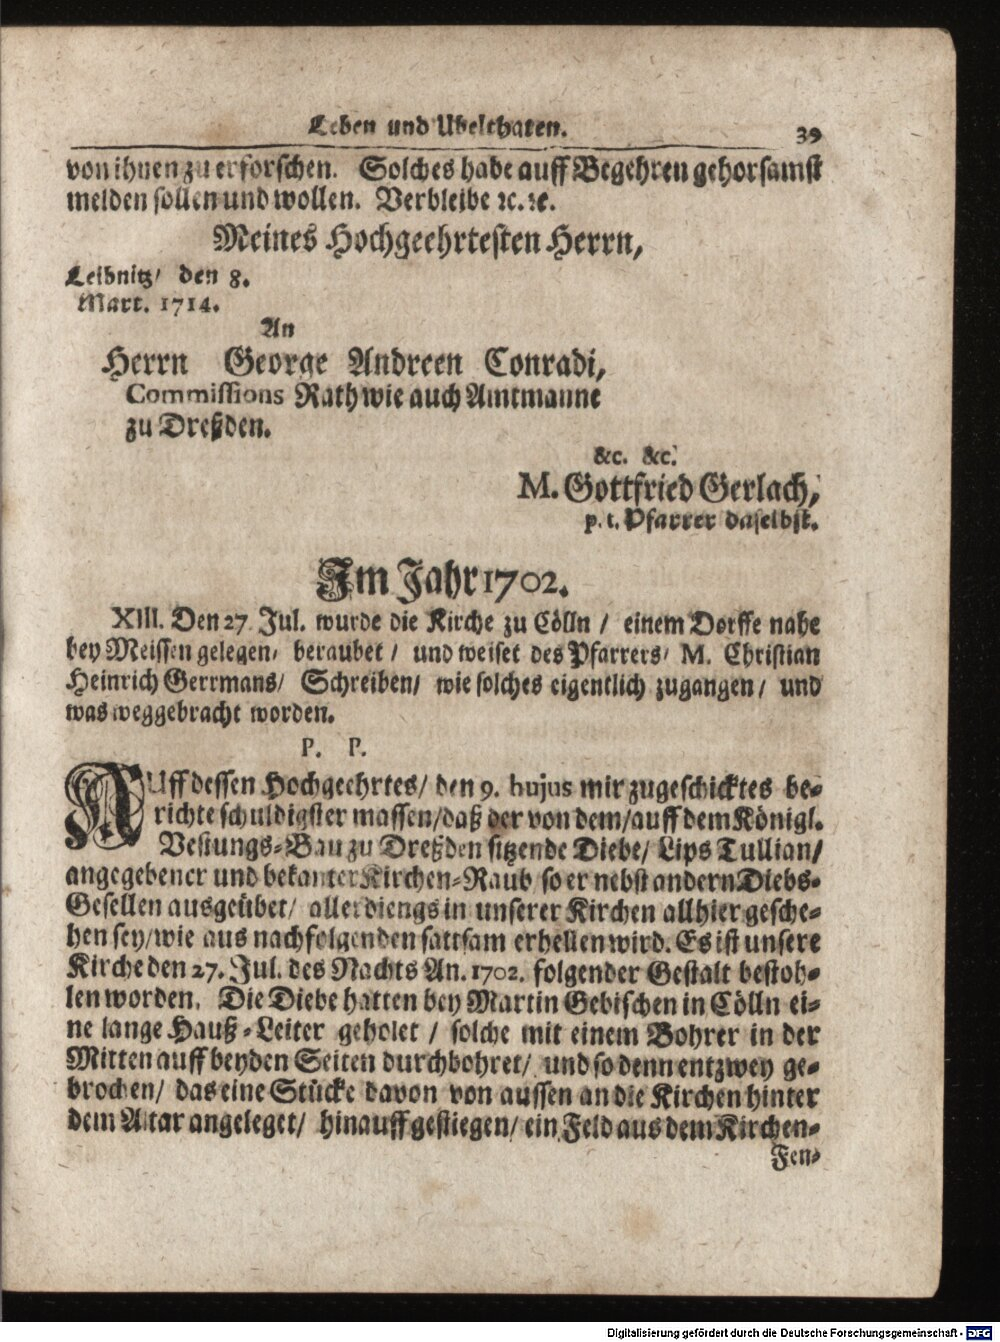 Leben und Ubelthaten. 39
von ihnen zu erforschen. Solches habe auff Begehren gehorsamst
melden sollen und wollen. Verbleibe ꝛc. ꝛc.
Meines Hochgeehrtesten Herrn,
Leibnitz/ den 8.
Mart. 1714.
An
Herrn George Andreen Conradi,
Commissions Rath wie auch Amtmanne
zu Dreßden.
&c. &c.
M. Gottfried Gerlach,
p. t. Pfarrer daselbst.
Im Jahr 1702.
XIII. Den 27. Jul. wurde die Kirche zu Cölln / einem Dorffe nahe
bey Meissen gelegen/ beraubet / und weiset des Pfarrers/ M. Christian
Heinrich Gerrmans/ Schreiben/ wie solches eigentlich zugangen / und
was weggebracht worden.
P. P.
AUff dessen Hochgeehrtes/ den 9. hujus mir zugeschicktes be-
richte schuldigster massen/ daß der von dem/ auff dem Königl.
Vestungs-Bau zu Dreßden sitzende Diebe/ Lips Tullian/
angegebener und bekanter Kirchen-Raub so er nebst andern Diebs-
Gesellen ausgeübet/ allerdiengs in unserer Kirchen allhier gesche-
hen sey/ wie aus nachfolgenden sattsam erhellen wird. Es ist unsere
Kirche den 27. Jul. des Nachts An. 1702. folgender Gestalt bestoh-
len worden. Die Diebe hatten bey Martin Gebischen in Cölln ei-
ne lange Hauß-Leiter geholet / solche mit einem Bohrer in der
Mitten auff beyden Seiten durchbohret/ und so denn entzwey ge-
brochen/ das eine Stücke davon von aussen an die Kirchen hinter
dem Altar angeleget/ hinauff gestiegen/ ein Feld aus dem Kirchen-
Fen-
Digitalisierung gefördert durch die Deutsche Forschungsgemeinschaft - DFG